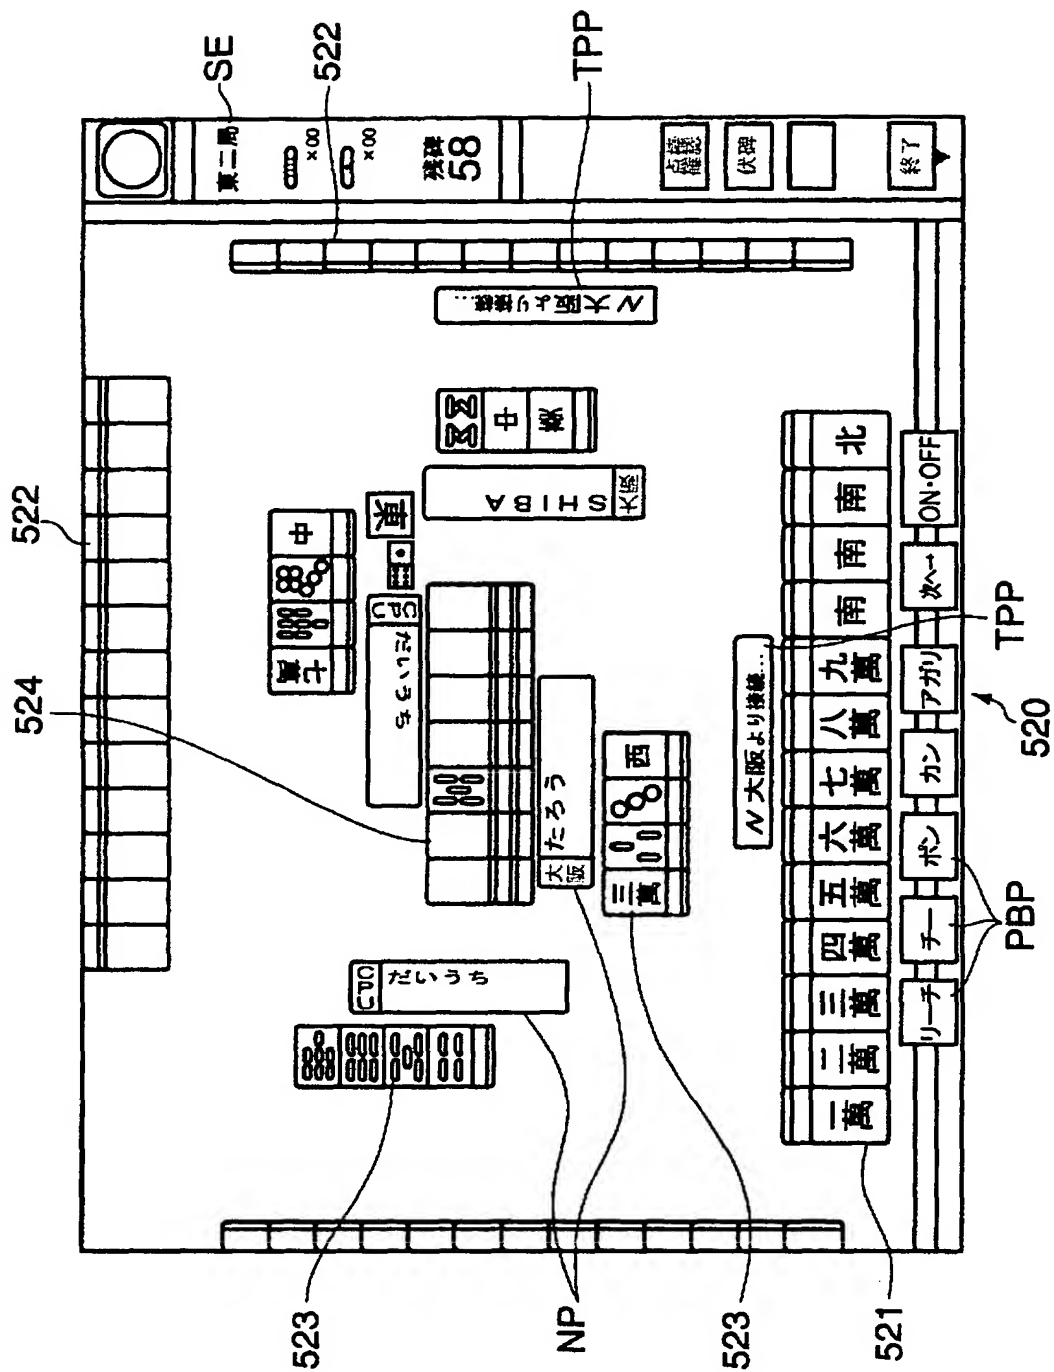 522
524
SE
522
TPP
東二局
×00
×00
残牌
58
点棒
確認
伏牌
終了
N 大阪より接続...
中
発
SHIBA
大阪
七萬
中
東
CPU
だいうち
大阪
たろう
三萬
西
CPU
だいうち
N 大阪より接続...
一萬
二萬
三萬
四萬
五萬
六萬
七萬
八萬
九萬
南
南
南
北
リーチ
チー
ポン
カン
アガリ
次へ→
ON・OFF
523
NP
523
521
PBP
520
TPP